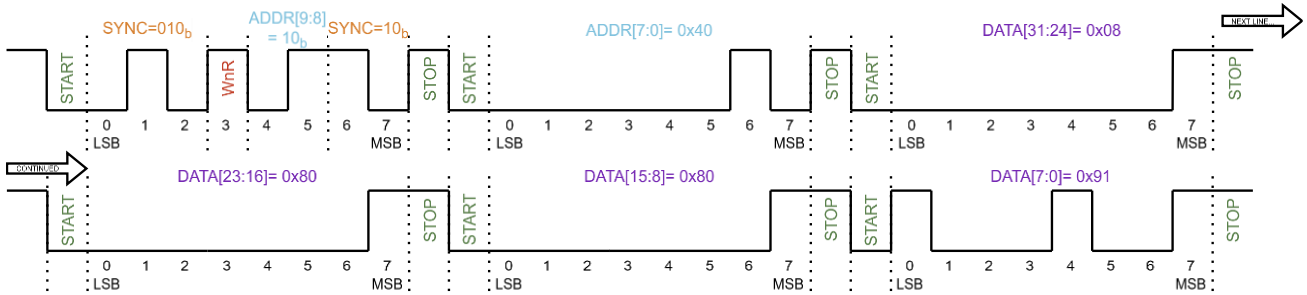 SYNC=010b
ADDR[9:8]
= 10b
SYNC=10b
ADDR[7:0]= 0x40
DATA[31:24]= 0x08
NEXT LINE...
START
WnR
STOP
START
STOP
START
STOP
0 1 2 3 4 5 6 7
LSB MSB
0 1 2 3 4 5 6 7
LSB MSB
0 1 2 3 4 5 6 7
LSB MSB
CONTINUED
DATA[23:16]= 0x80
DATA[15:8]= 0x80
DATA[7:0]= 0x91
START
STOP
START
STOP
START
STOP
0 1 2 3 4 5 6 7
LSB MSB
0 1 2 3 4 5 6 7
LSB MSB
0 1 2 3 4 5 6 7
LSB MSB